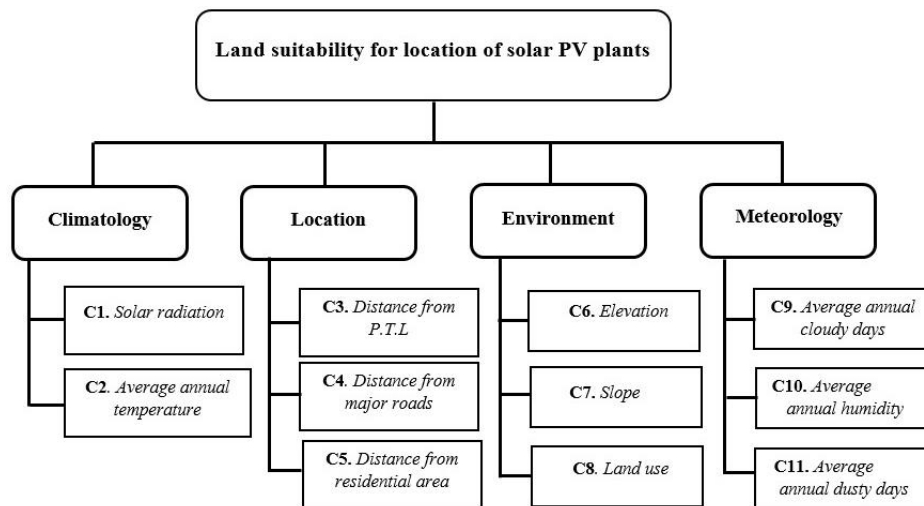 Land suitability for location of solar PV plants
Climatology
Location
Environment
Meteorology
C1. Solar radiation
C2. Average annual
temperature
C3. Distance from
P.T.L
C4. Distance from
major roads
C5. Distance from
residential area
C6. Elevation
C7. Slope
C8. Land use
C9. Average annual
cloudy days
C10. Average
annual humidity
C11. Average
annual dusty days